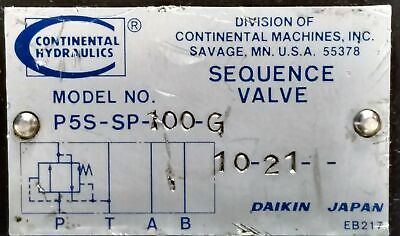 CONTINENTAL
HYDRAULICS
DIVISION OF
CONTINENTAL MACHINES, INC.
SAVAGE, MN. U.S.A. 55378
SEQUENCE
VALVE
MODEL NO.
P5S-SP-100-G
10-21- -
P T A B
DAIKIN JAPAN
EB217